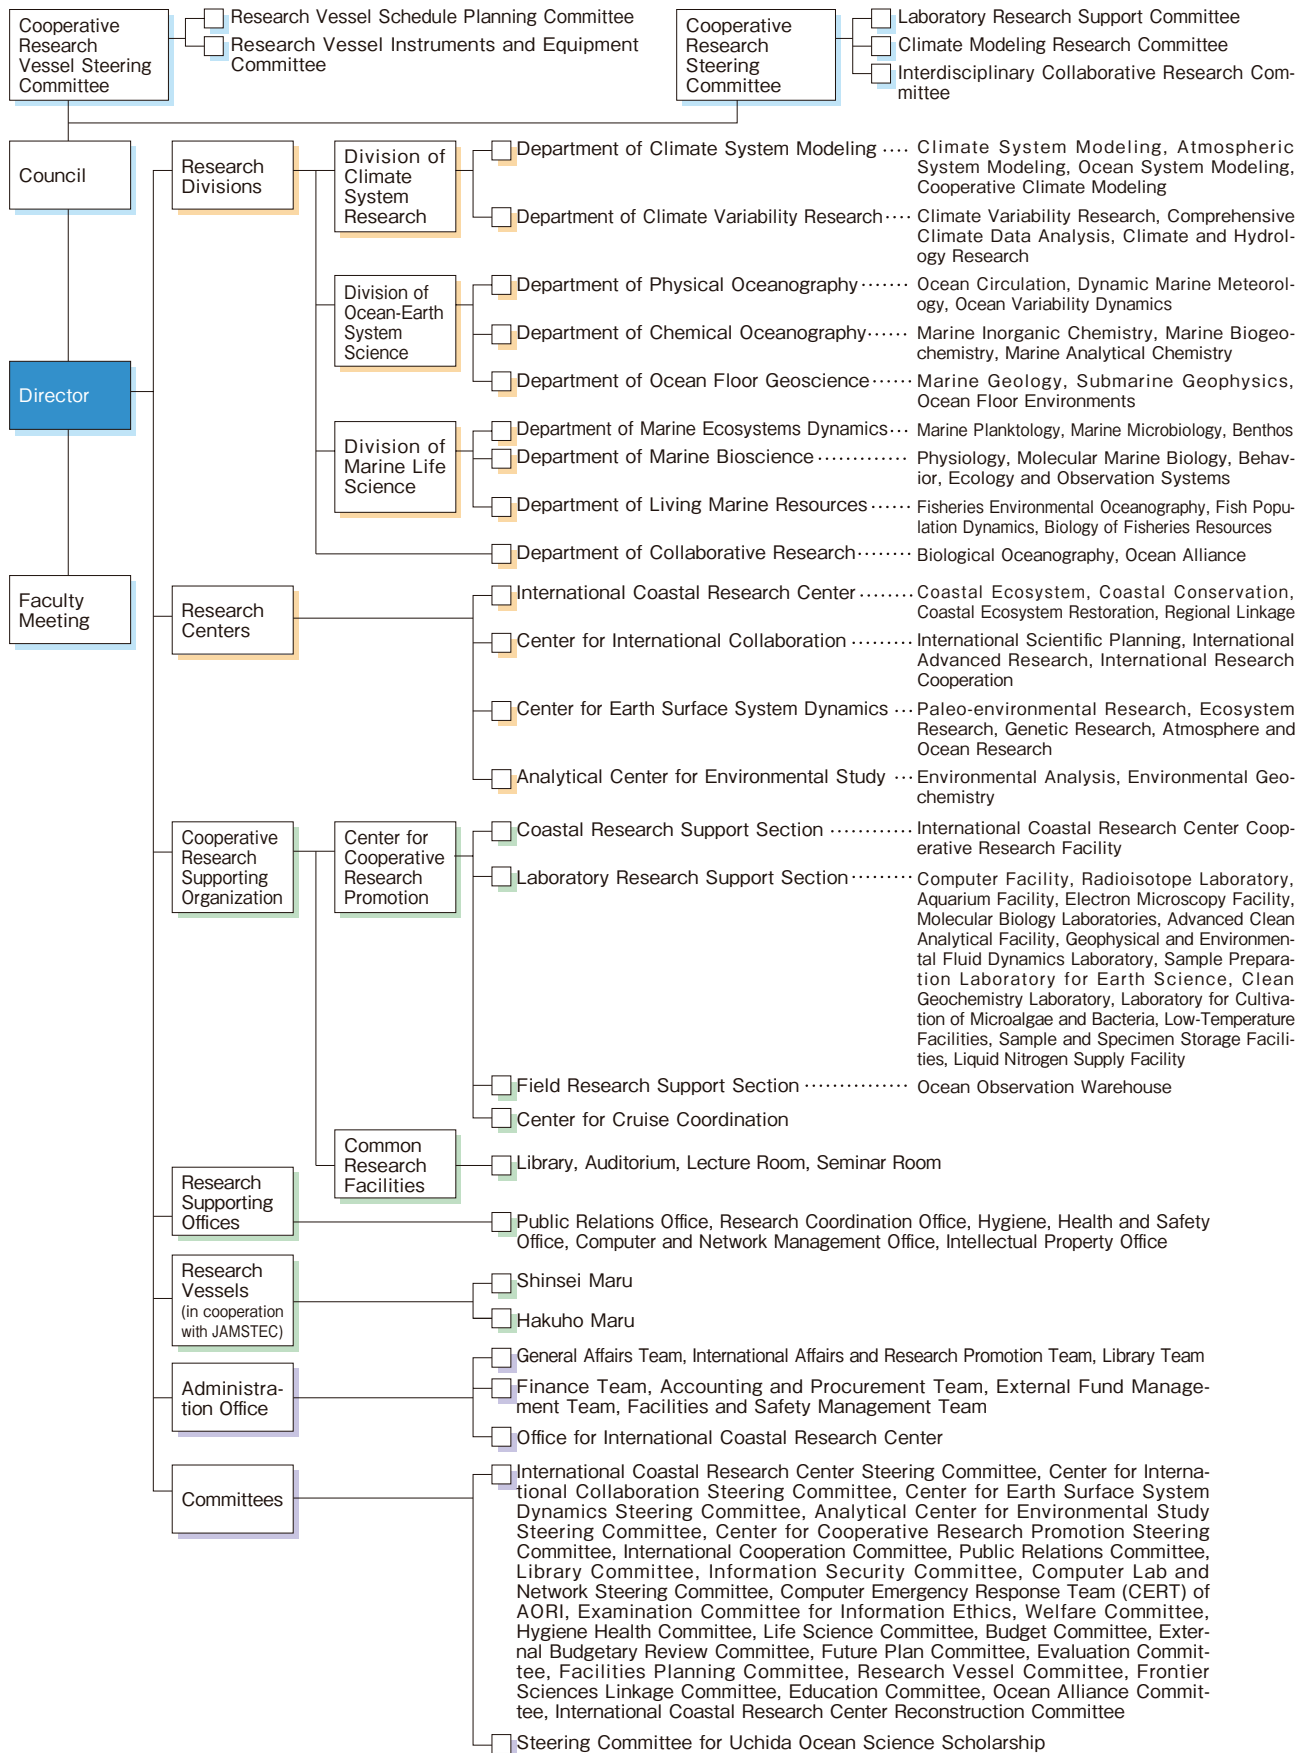 Cooperative
Research
Vessel Steering
Committee
Research Vessel Schedule Planning Committee
Research Vessel Instruments and Equipment
Committee
Cooperative
Research
Steering
Committee
Laboratory Research Support Committee
Climate Modeling Research Committee
Interdisciplinary Collaborative Research Com-
mittee
Council
Director
Faculty
Meeting
Research
Divisions
Division of
Climate
System
Research
Department of Climate System Modeling ····
Climate System Modeling, Atmospheric
System Modeling, Ocean System Modeling,
Cooperative Climate Modeling
Department of Climate Variability Research····
Climate Variability Research, Comprehensive
Climate Data Analysis, Climate and Hydrol-
ogy Research
Division of
Ocean-Earth
System
Science
Department of Physical Oceanography ·······
Ocean Circulation, Dynamic Marine Meteorol-
ogy, Ocean Variability Dynamics
Department of Chemical Oceanography······
Marine Inorganic Chemistry, Marine Biogeo-
chemistry, Marine Analytical Chemistry
Department of Ocean Floor Geoscience ······
Marine Geology, Submarine Geophysics,
Ocean Floor Environments
Division of
Marine Life
Science
Department of Marine Ecosystems Dynamics···
Marine Planktology, Marine Microbiology, Benthos
Department of Marine Bioscience ·············
Physiology, Molecular Marine Biology, Behav-
ior, Ecology and Observation Systems
Department of Living Marine Resources ······
Fisheries Environmental Oceanography, Fish Popu-
lation Dynamics, Biology of Fisheries Resources
Department of Collaborative Research········
Biological Oceanography, Ocean Alliance
Research
Centers
International Coastal Research Center ········
Coastal Ecosystem, Coastal Conservation,
Coastal Ecosystem Restoration, Regional Linkage
Center for International Collaboration ·········
International Scientific Planning, International
Advanced Research, International Research
Cooperation
Center for Earth Surface System Dynamics ···
Paleo-environmental Research, Ecosystem
Research, Genetic Research, Atmosphere and
Ocean Research
Analytical Center for Environmental Study ···
Environmental Analysis, Environmental Geo-
chemistry
Cooperative
Research
Supporting
Organization
Center for
Cooperative
Research
Promotion
Coastal Research Support Section ············
International Coastal Research Center Coop-
erative Research Facility
Laboratory Research Support Section·········
Computer Facility, Radioisotope Laboratory,
Aquarium Facility, Electron Microscopy Facility,
Molecular Biology Laboratories, Advanced Clean
Analytical Facility, Geophysical and Environmen-
tal Fluid Dynamics Laboratory, Sample Prepara-
tion Laboratory for Earth Science, Clean
Geochemistry Laboratory, Laboratory for Cultiva-
tion of Microalgae and Bacteria, Low-Temperature
Facilities, Sample and Specimen Storage Facili-
ties, Liquid Nitrogen Supply Facility
Field Research Support Section ···············
Ocean Observation Warehouse
Center for Cruise Coordination
Common
Research
Facilities
Library, Auditorium, Lecture Room, Seminar Room
Research
Supporting
Offices
Public Relations Office, Research Coordination Office, Hygiene, Health and Safety
Office, Computer and Network Management Office, Intellectual Property Office
Research
Vessels
(in cooperation
with JAMSTEC)
Shinsei Maru
Hakuho Maru
Administra-
tion Office
General Affairs Team, International Affairs and Research Promotion Team, Library Team
Finance Team, Accounting and Procurement Team, External Fund Manage-
ment Team, Facilities and Safety Management Team
Office for International Coastal Research Center
Committees
International Coastal Research Center Steering Committee, Center for Interna-
tional Collaboration Steering Committee, Center for Earth Surface System
Dynamics Steering Committee, Analytical Center for Environmental Study
Steering Committee, Center for Cooperative Research Promotion Steering
Committee, International Cooperation Committee, Public Relations Committee,
Library Committee, Information Security Committee, Computer Lab and
Network Steering Committee, Computer Emergency Response Team (CERT) of
AORI, Examination Committee for Information Ethics, Welfare Committee,
Hygiene Health Committee, Life Science Committee, Budget Committee, Exter-
nal Budgetary Review Committee, Future Plan Committee, Evaluation Commit-
tee, Facilities Planning Committee, Research Vessel Committee, Frontier
Sciences Linkage Committee, Education Committee, Ocean Alliance Commit-
tee, International Coastal Research Center Reconstruction Committee
Steering Committee for Uchida Ocean Science Scholarship